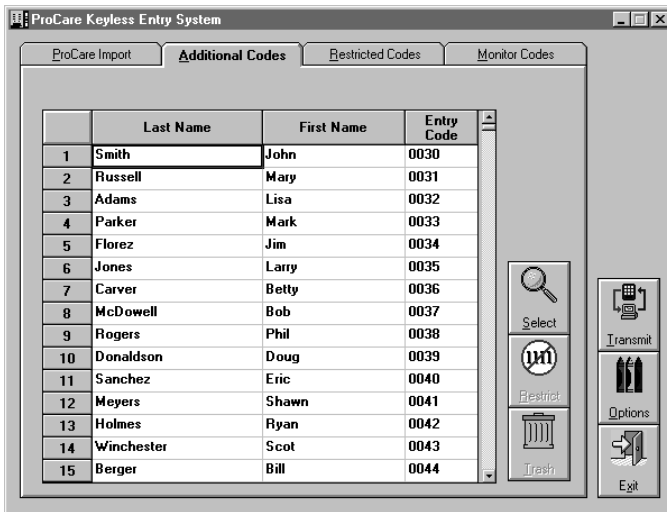 ProCare Keyless Entry System
ProCare Import Additional Codes Restricted Codes Monitor Codes
Last Name First Name Entry Code
1 Smith John 0030
2 Russell Mary 0031
3 Adams Lisa 0032
4 Parker Mark 0033
5 Florez Jim 0034
6 Jones Larry 0035
7 Carver Betty 0036
8 McDowell Bob 0037
9 Rogers Phil 0038
10 Donaldson Doug 0039
11 Sanchez Eric 0040
12 Meyers Shawn 0041
13 Holmes Ryan 0042
14 Winchester Scot 0043
15 Berger Bill 0044
Select
Restrict
Trash
Transmit
Options
Exit